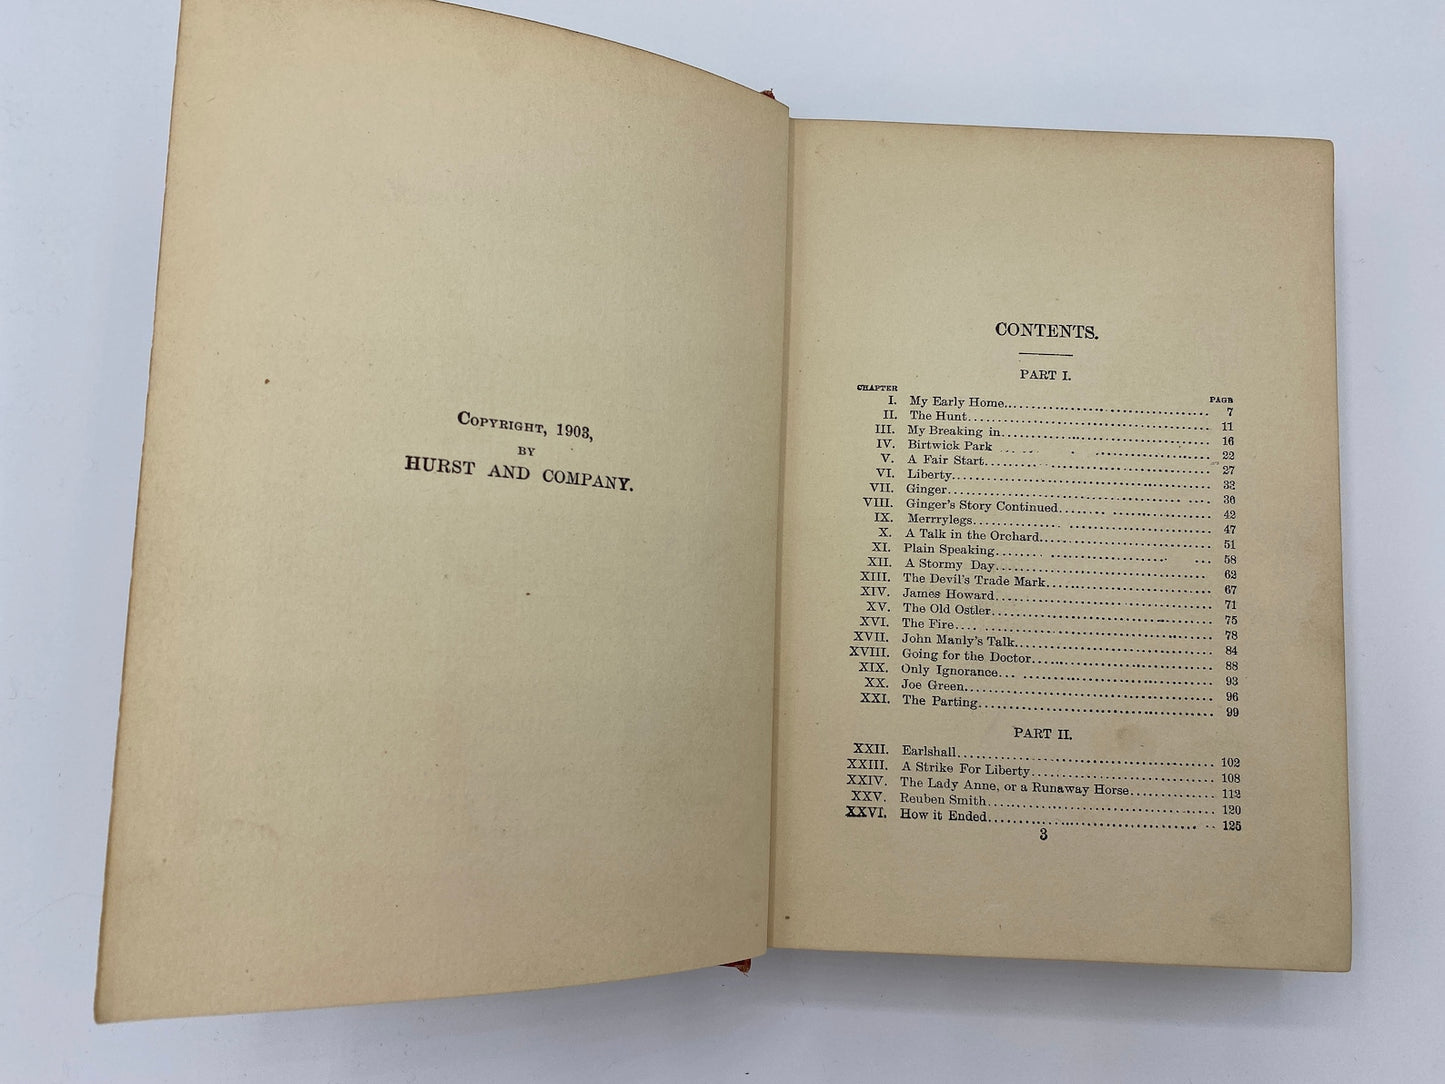 COPYRIGHT, 1903,
BY
HURST AND COMPANY.
CONTENTS.
PART I.
CHAPTER PAGE
I. My Early Home........................ 7
II. The Hunt........................ 11
III. My Breaking in........................ 16
IV. Birtwick Park ........................ 22
V. A Fair Start........................ 27
VI. Liberty........................ 32
VII. Ginger........................ 36
VIII. Ginger's Story Continued........................ 42
IX. Merrrylegs........................ 47
X. A Talk in the Orchard........................ 51
XI. Plain Speaking........................ 58
XII. A Stormy Day........................ 62
XIII. The Devil's Trade Mark........................ 67
XIV. James Howard........................ 71
XV. The Old Ostler........................ 75
XVI. The Fire........................ 78
XVII. John Manly's Talk........................ 84
XVIII. Going for the Doctor........................ 88
XIX. Only Ignorance........................ 93
XX. Joe Green........................ 96
XXI. The Parting........................ 99
PART II.
XXII. Earlshall........................ 102
XXIII. A Strike For Liberty........................ 108
XXIV. The Lady Anne, or a Runaway Horse............ 112
XXV. Reuben Smith........................ 120
XXVI. How it Ended........................ 125
3